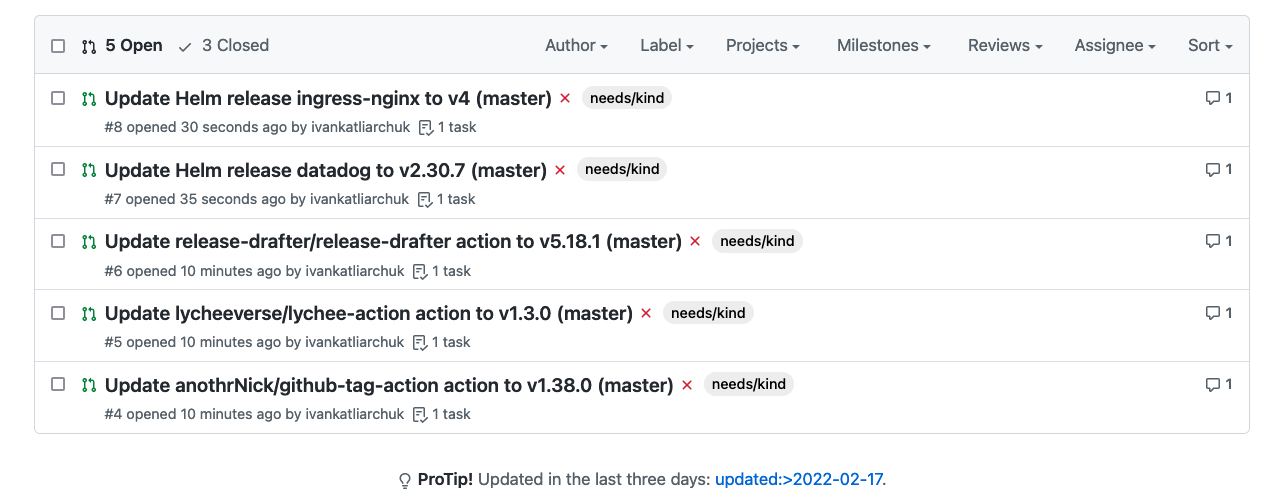 5 Open 3 Closed Author Label Projects Milestones Reviews Assignee Sort
Update Helm release ingress-nginx to v4 (master) needs/kind 1
#8 opened 30 seconds ago by ivankatliarchuk 1 task
Update Helm release datadog to v2.30.7 (master) needs/kind 1
#7 opened 35 seconds ago by ivankatliarchuk 1 task
Update release-drafter/release-drafter action to v5.18.1 (master) needs/kind 1
#6 opened 10 minutes ago by ivankatliarchuk 1 task
Update lycheeverse/lychee-action action to v1.3.0 (master) needs/kind 1
#5 opened 10 minutes ago by ivankatliarchuk 1 task
Update anothrNick/github-tag-action action to v1.38.0 (master) needs/kind 1
#4 opened 10 minutes ago by ivankatliarchuk 1 task
ProTip! Updated in the last three days: updated:>2022-02-17.